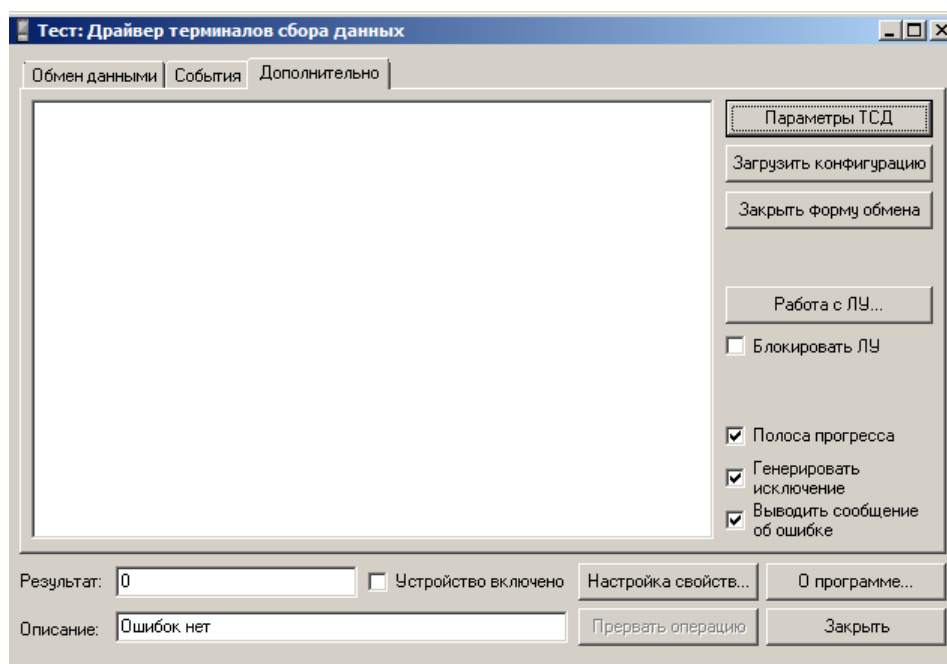 Тест: Драйвер терминалов сбора данных
Обмен данными События Дополнительно
Параметры ТСД
Загрузить конфигурацию
Закрыть форму обмена
Работа с ЛУ...
Блокировать ЛУ
Полоса прогресса
Генерировать
исключение
Выводить сообщение
об ошибке
Результат: 0 Устройство включено Настройка свойств... О программе...
Описание: Ошибок нет Прервать операцию Закрыть